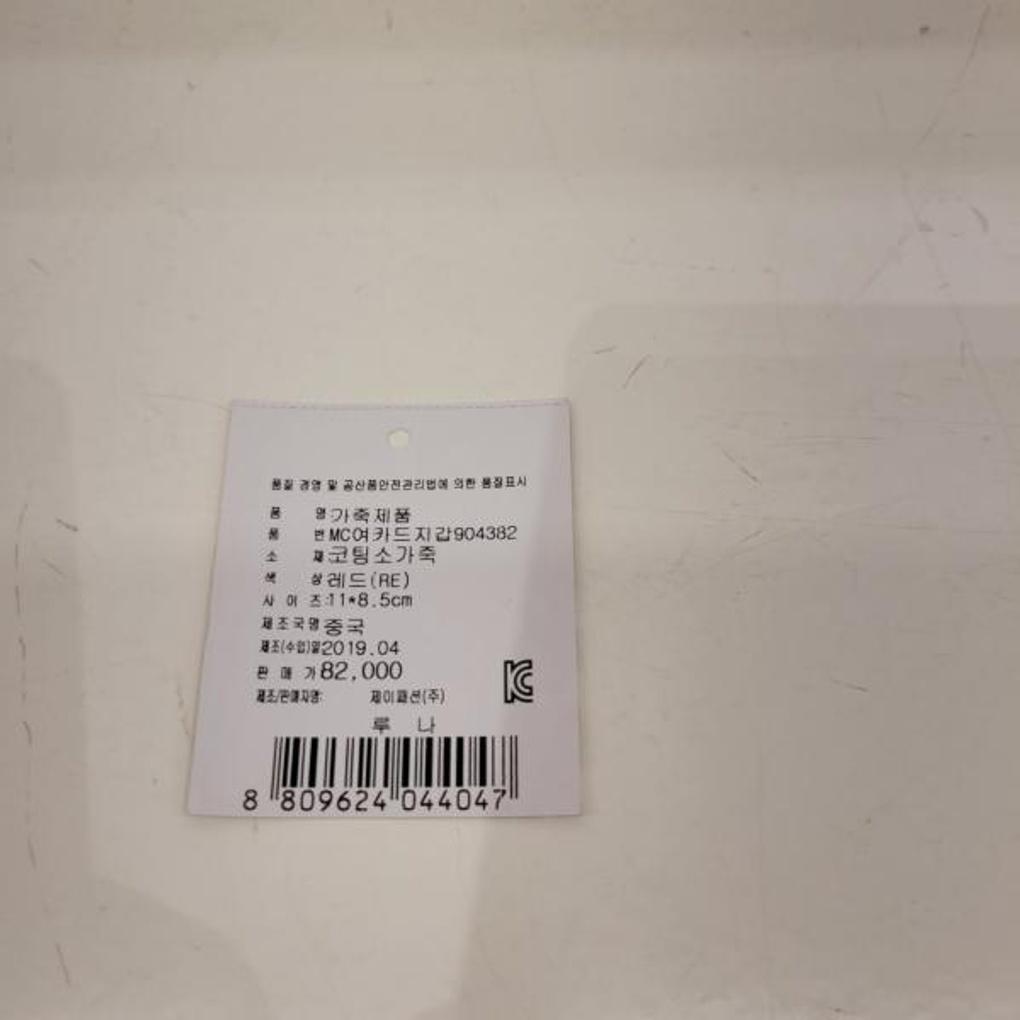 품질 경영 및 공산품안전관리법에 의한 품질표시
품 명 가죽제품
품 번 MC여카드지갑904382
소 재 코팅소가죽
색 상 레드(RE)
사 이 즈:11*8.5cm
제조국명 중국
제조(수입)일2019.04
판 매 가 82,000
제조/판매자명: 제이패션(주)
루 나
8 809624 044047